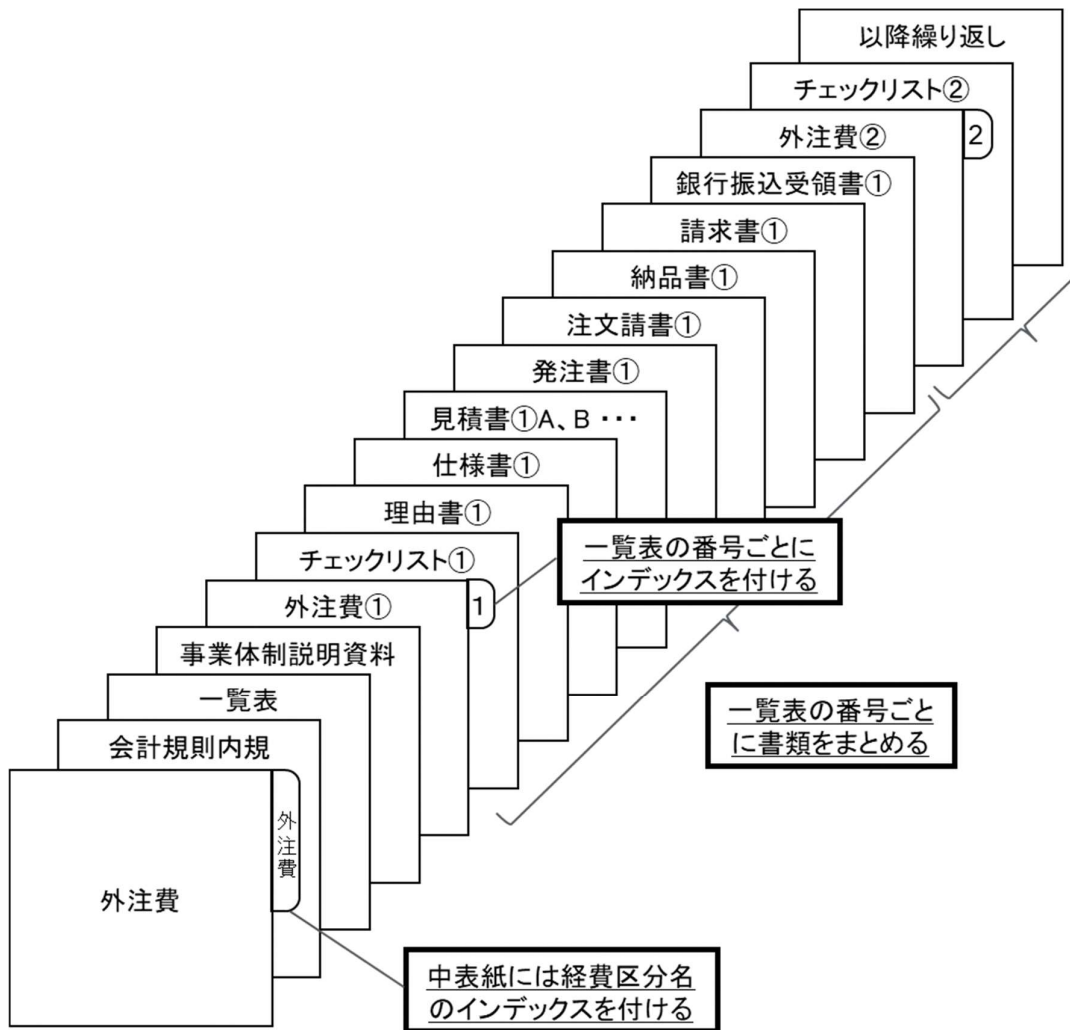 以降繰り返し
チェックリスト②
外注費②
2
銀行振込受領書①
請求書①
納品書①
注文請書①
発注書①
見積書①A、B ・・・
仕様書①
理由書①
チェックリスト①
外注費①
1
事業体制説明資料
一覧表
会計規則内規
外注費
外注費
一覧表の番号ごとに
インデックスを付ける
一覧表の番号ごと
に書類をまとめる
中表紙には経費区分名
のインデックスを付ける